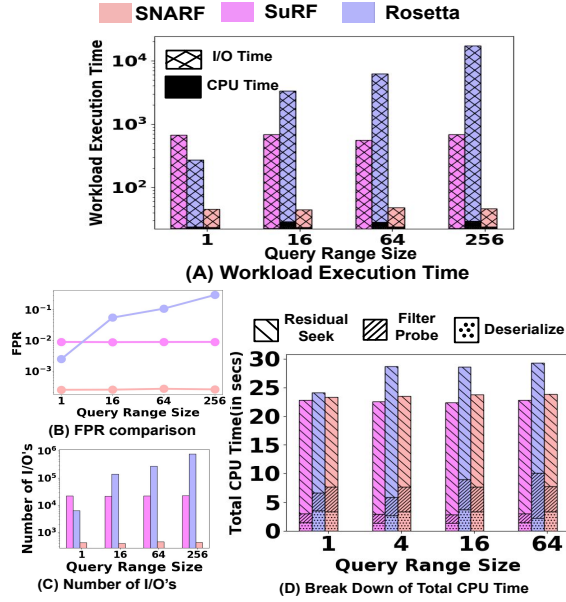 SNARF SuRF Rosetta
Workload Execution Time
10⁴
10³
10²
I/O Time
CPU Time
1 16 64 256
Query Range Size
(A) Workload Execution Time
FPR
10⁻¹
10⁻²
10⁻³
1 16 64 256
Query Range Size
(B) FPR comparison
Number of I/O's
10⁶
10⁵
10⁴
10³
1 16 64 256
Query Range Size
(C) Number of I/O's
Residual Seek
Filter Probe
Deserialize
Total CPU Time(in secs)
30
25
20
15
10
5
0
1 4 16 64
Query Range Size
(D) Break Down of Total CPU Time